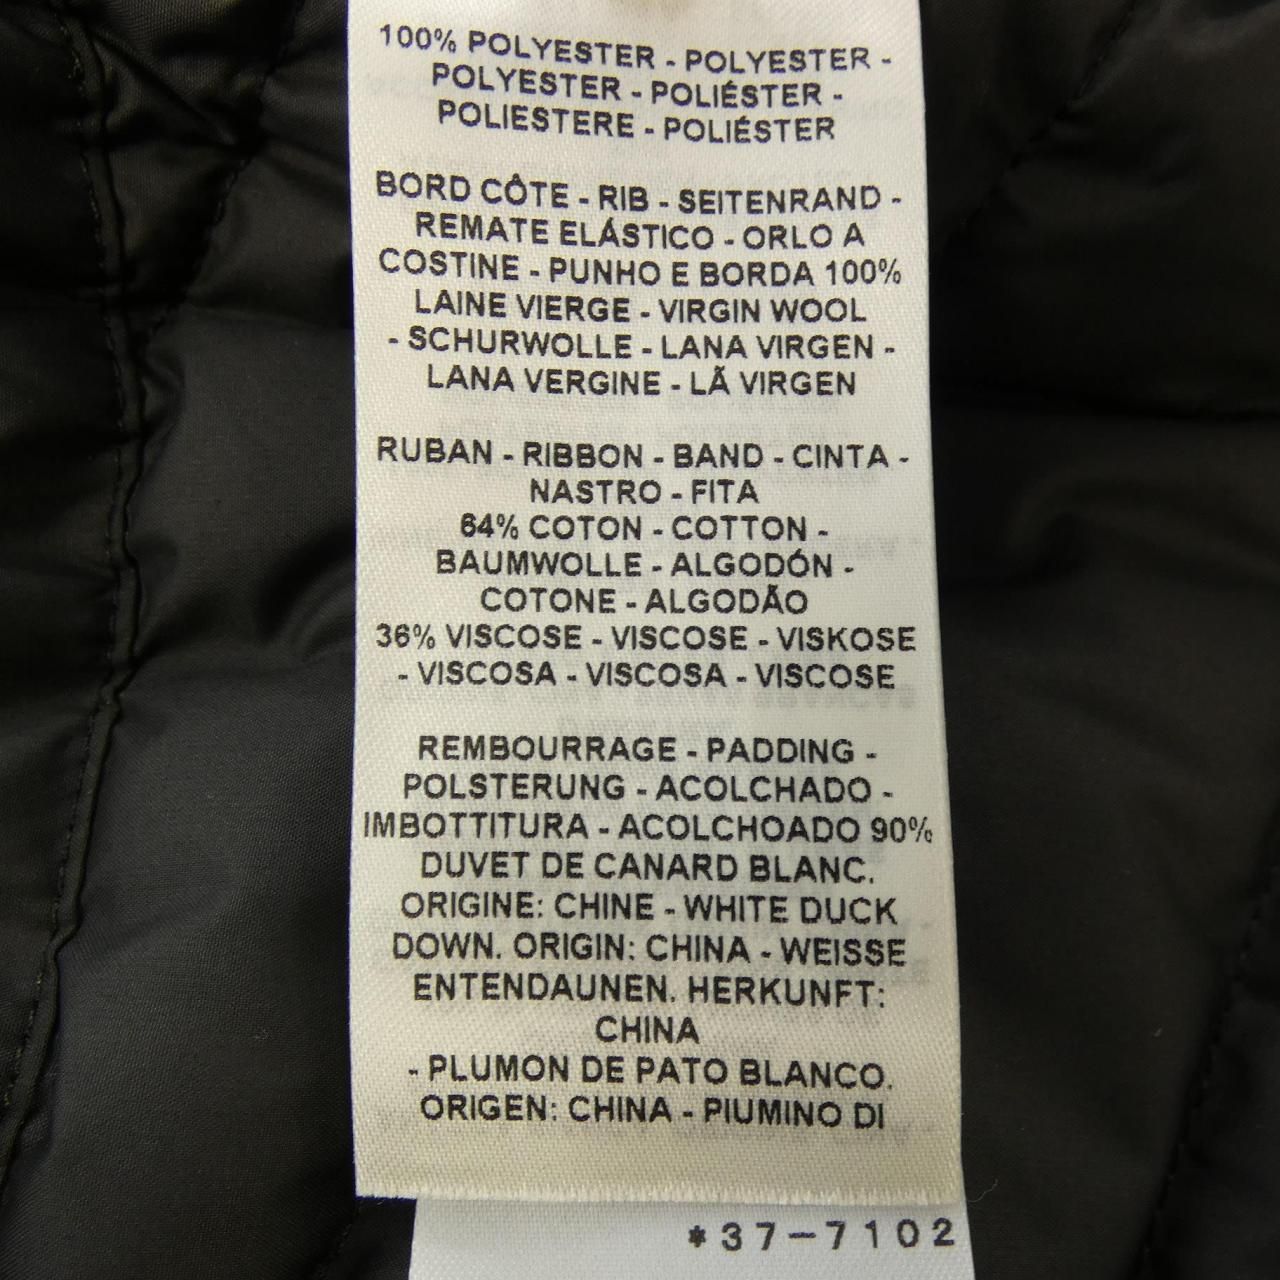 100% POLYESTER - POLYESTER -
POLYESTER - POLIÉSTER -
POLIESTERE - POLIÉSTER
BORD CÔTE - RIB - SEITENRAND -
REMATE ELÁSTICO - ORLO A
COSTINE - PUNHO E BORDA 100%
LAINE VIERGE - VIRGIN WOOL
- SCHURWOLLE - LANA VIRGEN -
LANA VERGINE - LÃ VIRGEN
RUBAN - RIBBON - BAND - CINTA -
NASTRO - FITA
64% COTON - COTTON -
BAUMWOLLE - ALGODÓN -
COTONE - ALGODÃO
36% VISCOSE - VISCOSE - VISKOSE
- VISCOSA - VISCOSA - VISCOSE
REMBOURRAGE - PADDING -
POLSTERUNG - ACOLCHADO -
IMBOTTITURA - ACOLCHOADO 90%
DUVET DE CANARD BLANC.
ORIGINE: CHINE - WHITE DUCK
DOWN. ORIGIN: CHINA - WEISSE
ENTENDAUNEN. HERKUNFT:
CHINA
- PLUMON DE PATO BLANCO.
ORIGEN: CHINA - PIUMINO DI
*37-7102